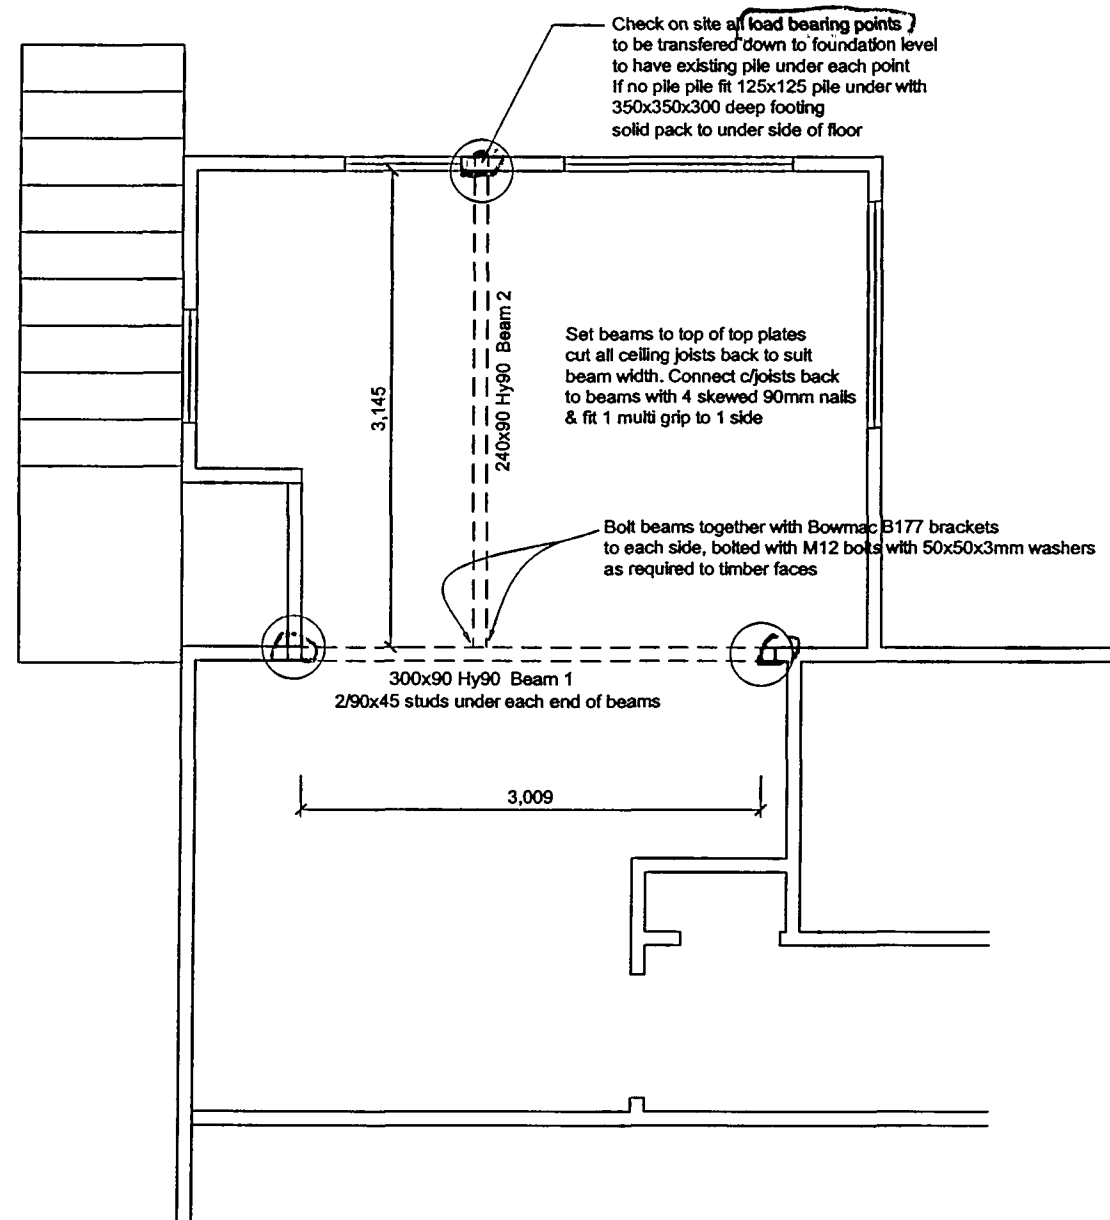 Check on site all load bearing points
to be transfered down to foundation level
to have existing pile under each point
If no pile pile fit 125x125 pile under with
350x350x300 deep footing
solid pack to under side of floor
240x90 Hy90 Beam 2
3,145
Set beams to top of top plates
cut all ceiling joists back to suit
beam width. Connect c/joists back
to beams with 4 skewed 90mm nails
& fit 1 multi grip to 1 side
Bolt beams together with Bowmac B177 brackets
to each side, bolted with M12 bolts with 50x50x3mm washers
as required to timber faces
300x90 Hy90 Beam 1
2/90x45 studs under each end of beams
3,009